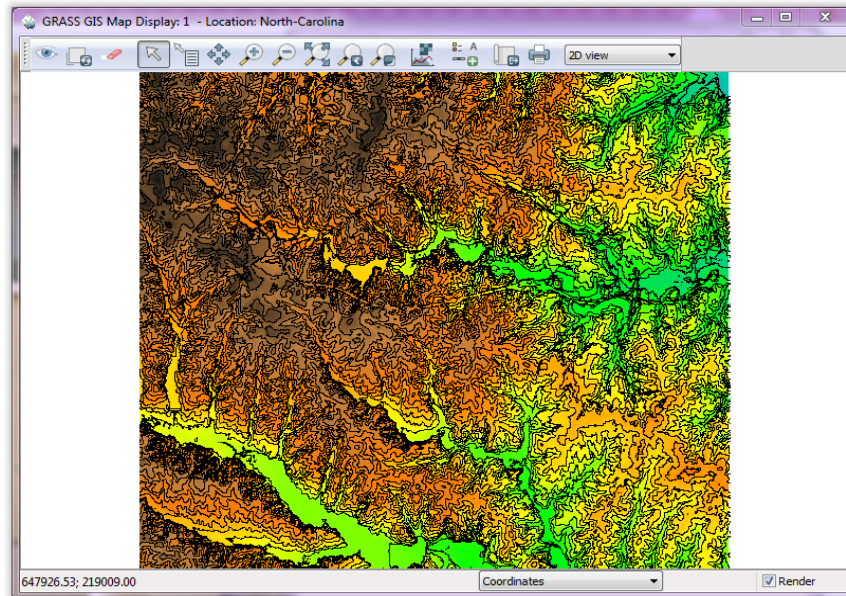 GRASS GIS Map Display: 1 - Location: North-Carolina
2D view
647926.53; 219009.00
Coordinates
Render